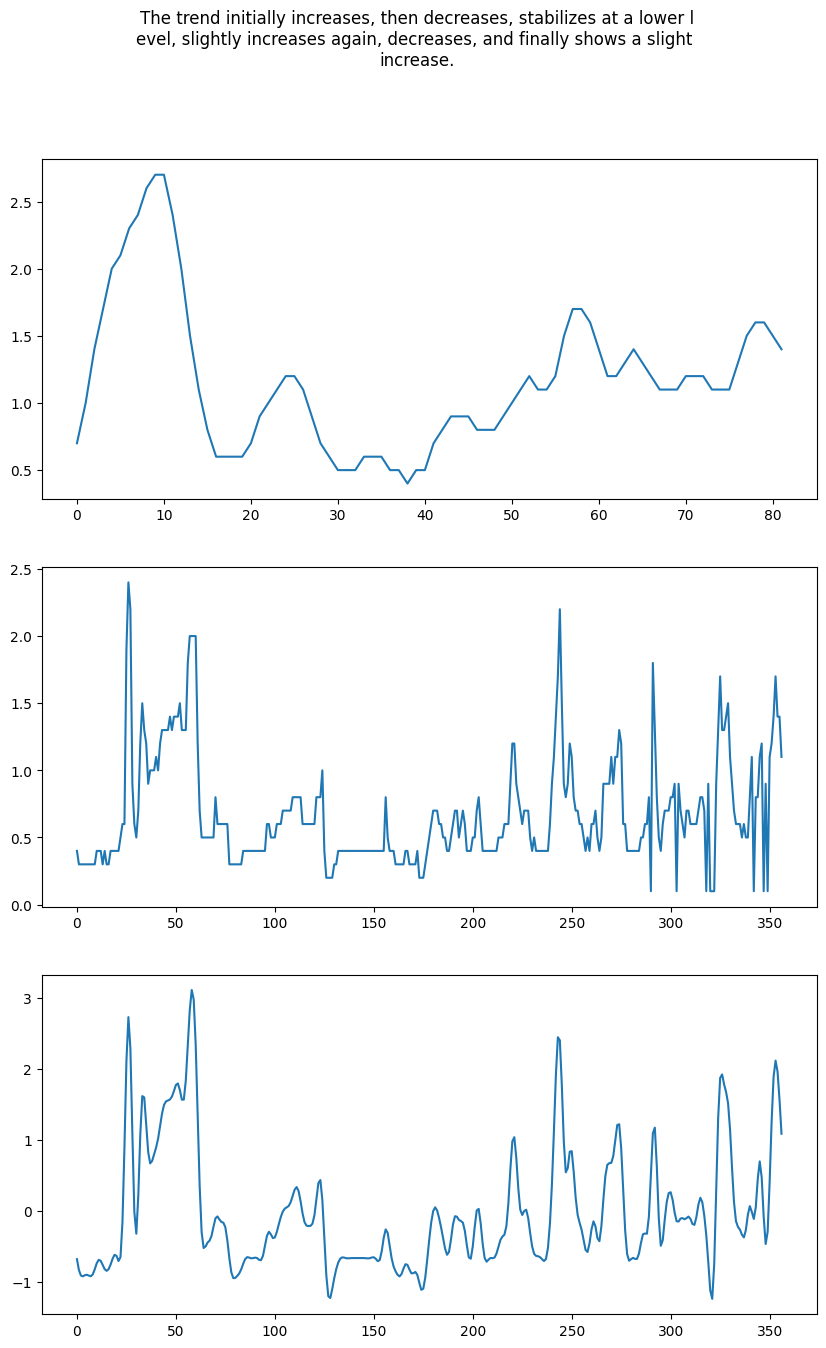 The trend initially increases, then decreases, stabilizes at a lower l
evel, slightly increases again, decreases, and finally shows a slight
increase.
2.5
2.0
1.5
1.0
0.5
0 10 20 30 40 50 60 70 80
2.5
2.0
1.5
1.0
0.5
0.0
0 50 100 150 200 250 300 350
3
2
1
0
−1
0 50 100 150 200 250 300 350